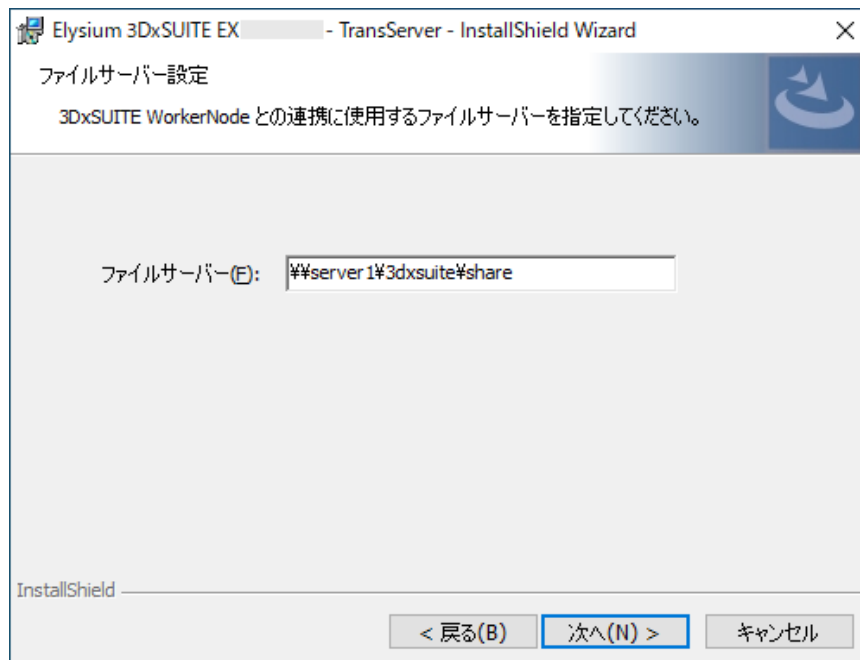 Elysium 3DxSUITE EX - TransServer - InstallShield Wizard
ファイルサーバー設定
3DxSUITE WorkerNode との連携に使用するファイルサーバーを指定してください。
ファイルサーバー(F): ¥¥server1¥3dxsuite¥share
InstallShield
< 戻る(B) 次へ(N) > キャンセル